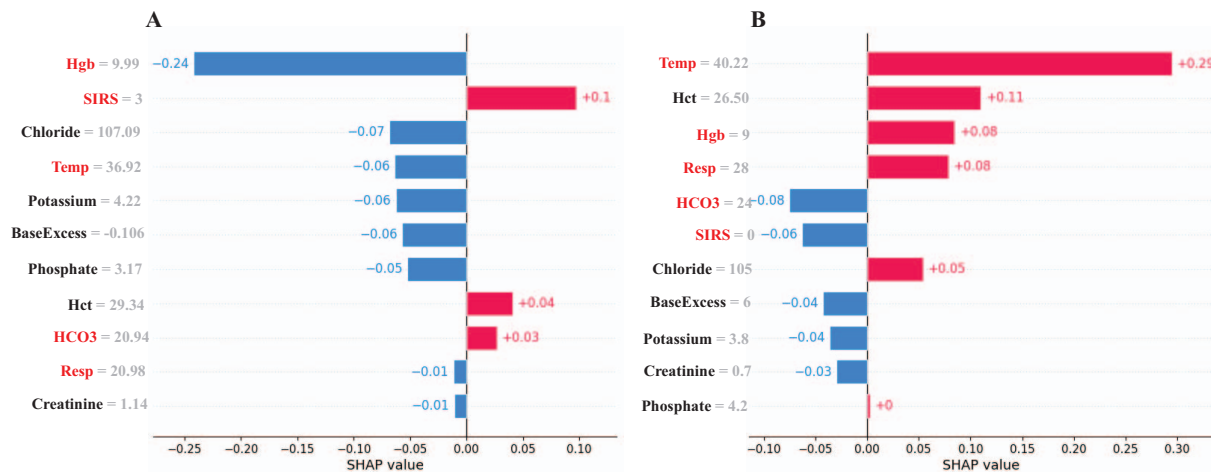 A
Hgb = 9.99
−0.24
SIRS = 3
+0.1
Chloride = 107.09
−0.07
Temp = 36.92
−0.06
Potassium = 4.22
−0.06
BaseExcess = -0.106
−0.06
Phosphate = 3.17
−0.05
Hct = 29.34
+0.04
HCO3 = 20.94
+0.03
Resp = 20.98
−0.01
Creatinine = 1.14
−0.01
−0.25 −0.20 −0.15 −0.10 −0.05 0.00 0.05 0.10
SHAP value
B
Temp = 40.22
+0.29
Hct = 26.50
+0.11
Hgb = 9
+0.08
Resp = 28
+0.08
HCO3 = 24
−0.08
SIRS = 0
−0.06
Chloride = 105
+0.05
BaseExcess = 6
−0.04
Potassium = 3.8
−0.04
Creatinine = 0.7
−0.03
Phosphate = 4.2
+0
−0.10 −0.05 0.00 0.05 0.10 0.15 0.20 0.25 0.30
SHAP value